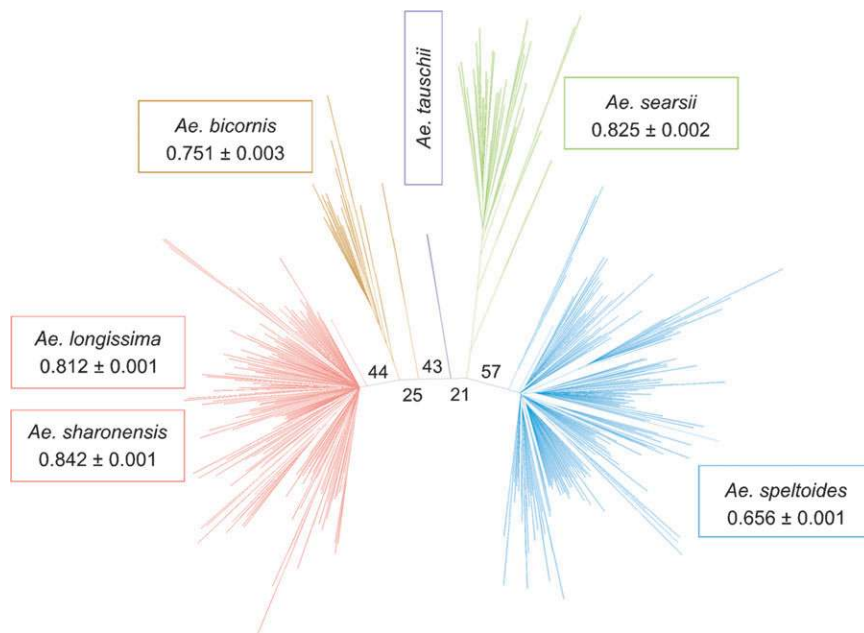 Ae. tauschii
Ae. searsii
0.825 ± 0.002
Ae. bicornis
0.751 ± 0.003
Ae. longissima
0.812 ± 0.001
44
43
57
25
21
Ae. sharonensis
0.842 ± 0.001
Ae. speltoides
0.656 ± 0.001